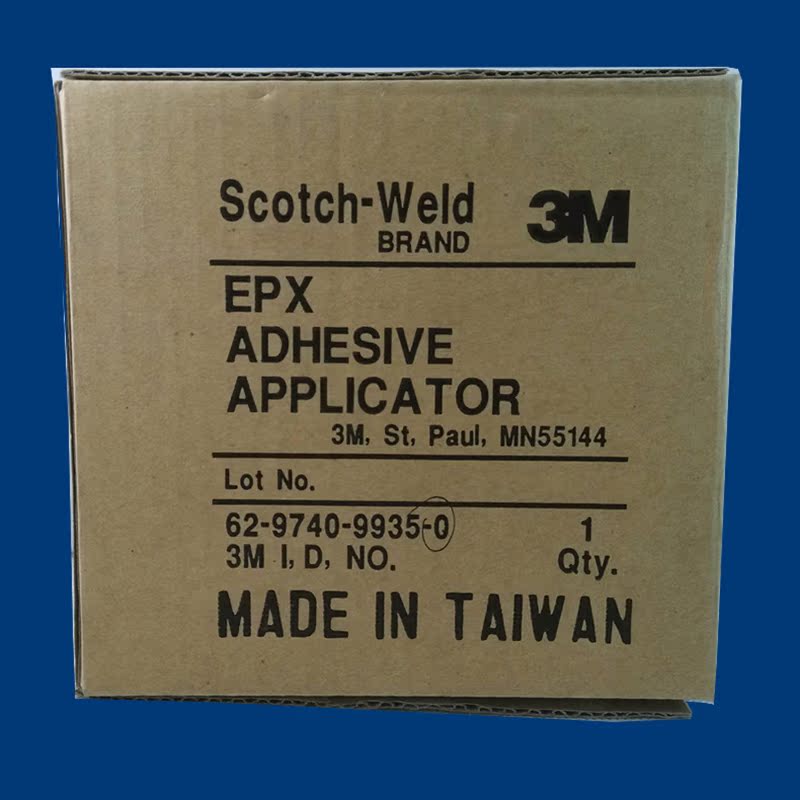 Scotch-Weld 3M
BRAND
EPX
ADHESIVE
APPLICATOR
3M, St, Paul, MN55144
Lot No.
62-9740-9935-0 1
3M I, D, NO. Qty.
MADE IN TAIWAN